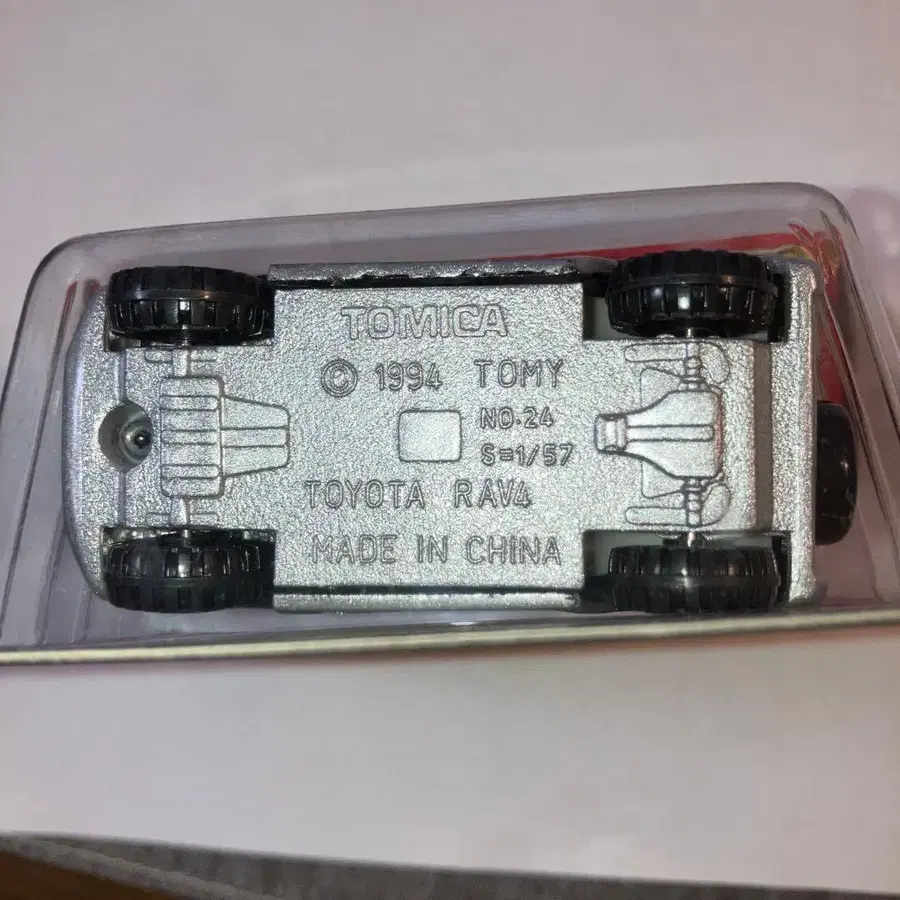 TOMICA
© 1994 TOMY
NO.24
S=1/57
TOYOTA RAV4
MADE IN CHINA